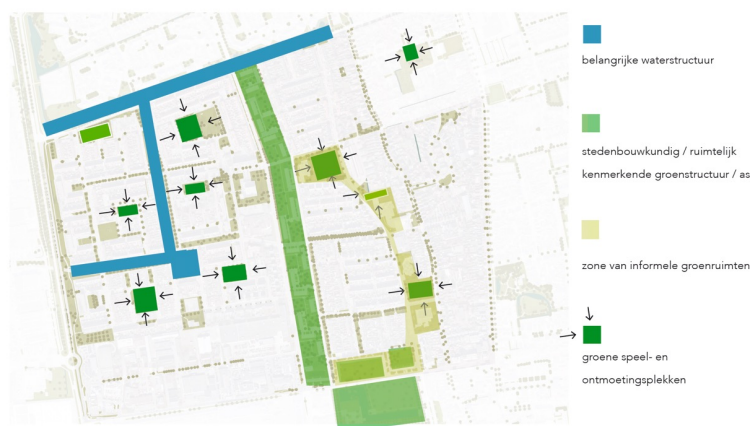 belangrijke waterstructuur
stedenbouwkundig / ruimtelijk
kenmerkende groenstructuur / as
zone van informele groenruimten
groene speel- en
ontmoetingsplekken